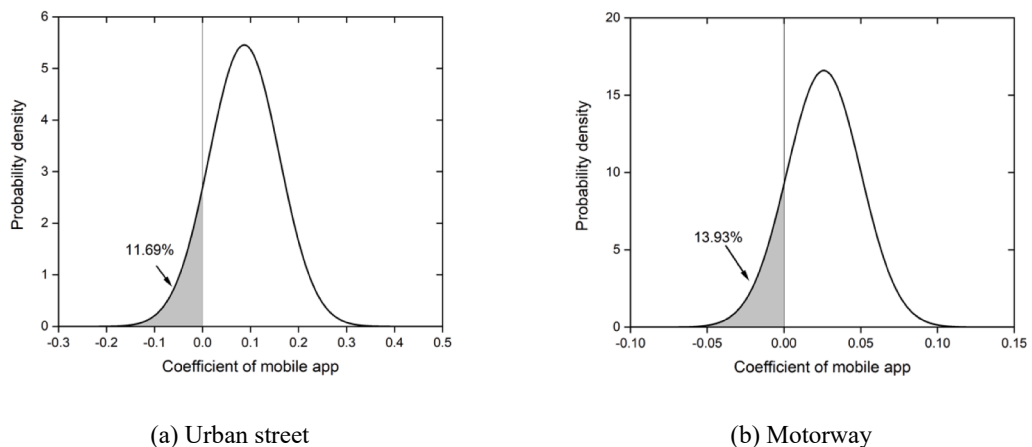 6
5
4
3
2
1
0
Probability density
11.69%
-0.3 -0.2 -0.1 0.0 0.1 0.2 0.3 0.4 0.5
Coefficient of mobile app
(a) Urban street
20
15
10
5
0
Probability density
13.93%
-0.10 -0.05 0.00 0.05 0.10 0.15
Coefficient of mobile app
(b) Motorway